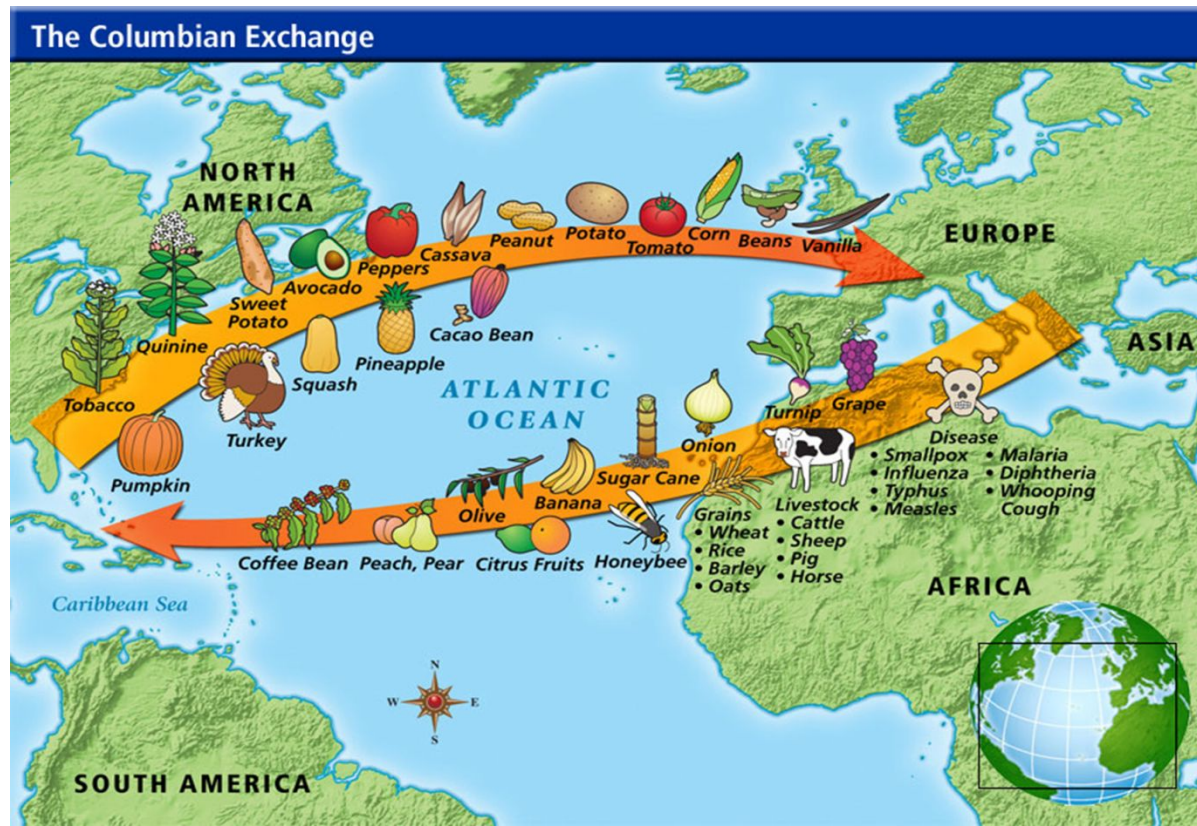 The Columbian Exchange
NORTH
AMERICA
EUROPE
ASIA
Quinine
Tobacco
Sweet
Potato
Avocado
Peppers
Cassava
Peanut
Potato
Tomato
Corn
Beans
Vanilla
Pumpkin
Turkey
Squash
Pineapple
Cacao Bean
ATLANTIC
OCEAN
Coffee Bean
Peach, Pear
Olive
Citrus Fruits
Banana
Honeybee
Sugar Cane
Onion
Turnip
Grape
Grains
• Wheat
• Rice
• Barley
• Oats
Livestock
• Cattle
• Sheep
• Pig
• Horse
Disease
• Smallpox
• Influenza
• Typhus
• Measles
• Malaria
• Diphtheria
• Whooping
Cough
AFRICA
Caribbean Sea
N
W
E
S
SOUTH AMERICA